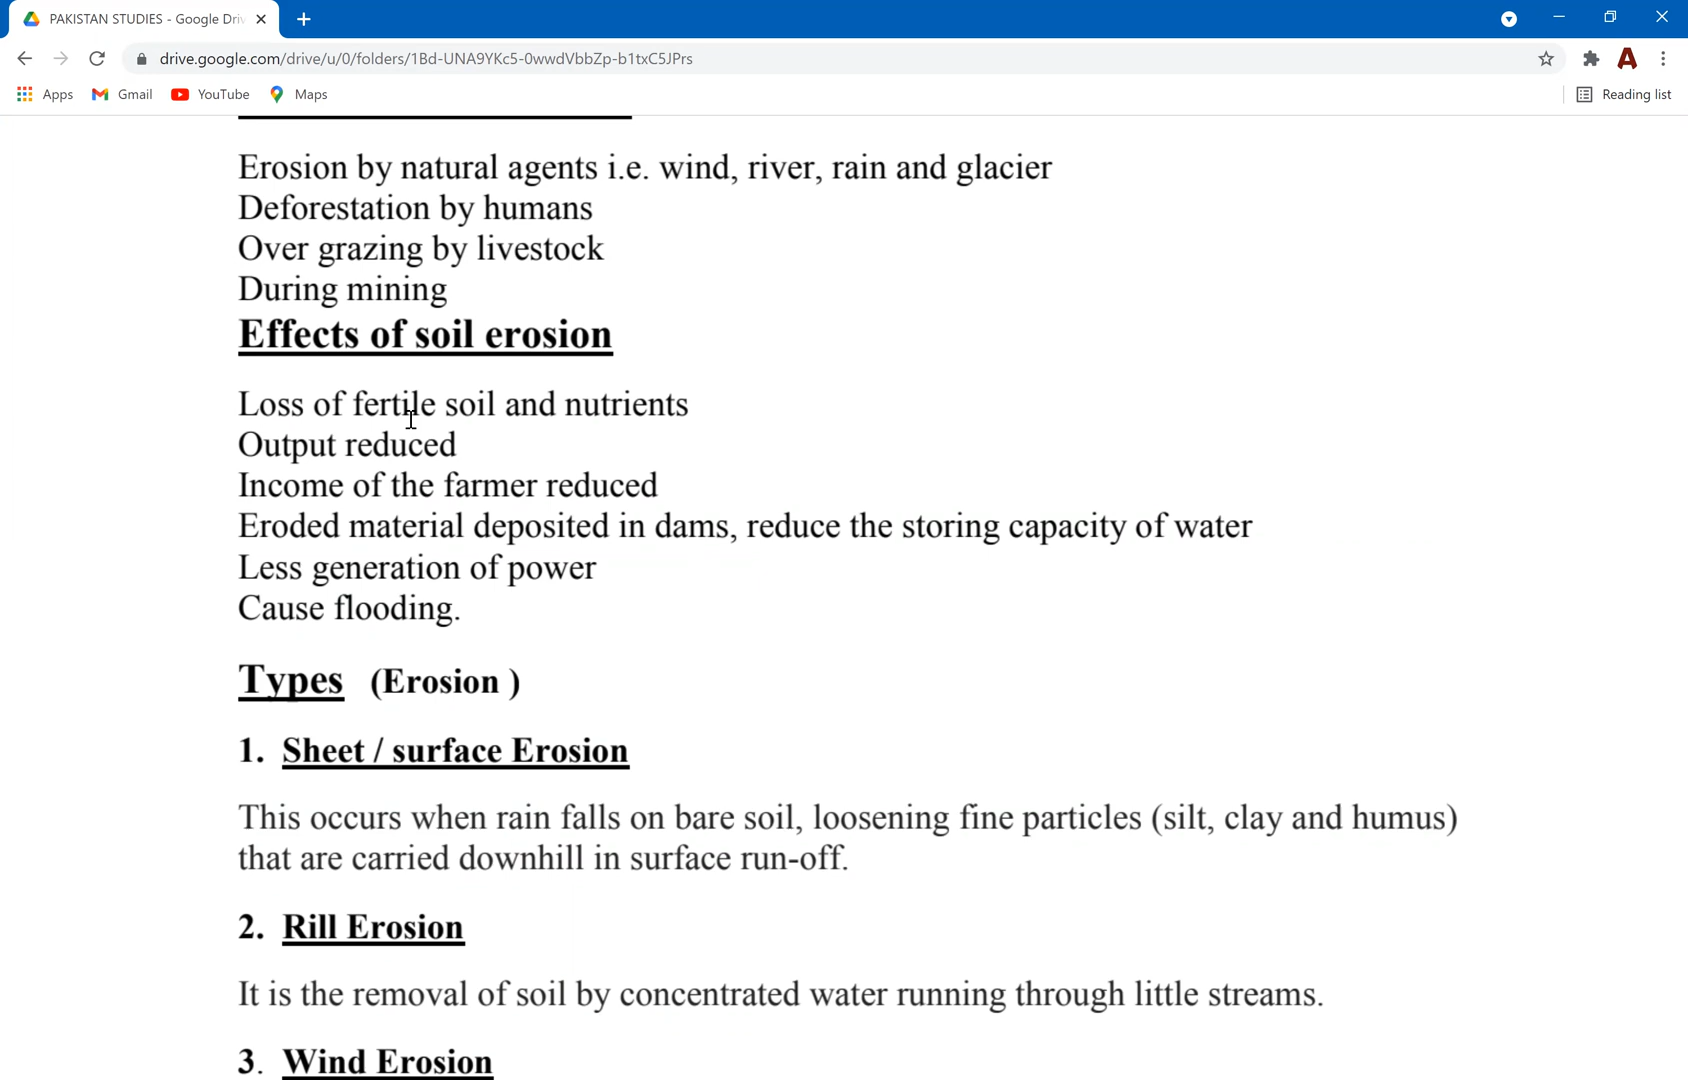 PAKISTAN STUDIES - Google Driv
drive.google.com/drive/u/0/folders/1Bd-UNA9YKc5-0wwdVbbZp-b1txC5JPrs
A
Apps Gmail YouTube Maps Reading list
Erosion by natural agents i.e. wind, river, rain and glacier
Deforestation by humans
Over grazing by livestock
During mining
Effects of soil erosion
Loss of fertile soil and nutrients
Output reduced
Income of the farmer reduced
Eroded material deposited in dams, reduce the storing capacity of water
Less generation of power
Cause flooding.
Types (Erosion )
1. Sheet / surface Erosion
This occurs when rain falls on bare soil, loosening fine particles (silt, clay and humus)
that are carried downhill in surface run-off.
2. Rill Erosion
It is the removal of soil by concentrated water running through little streams.
3. Wind Erosion